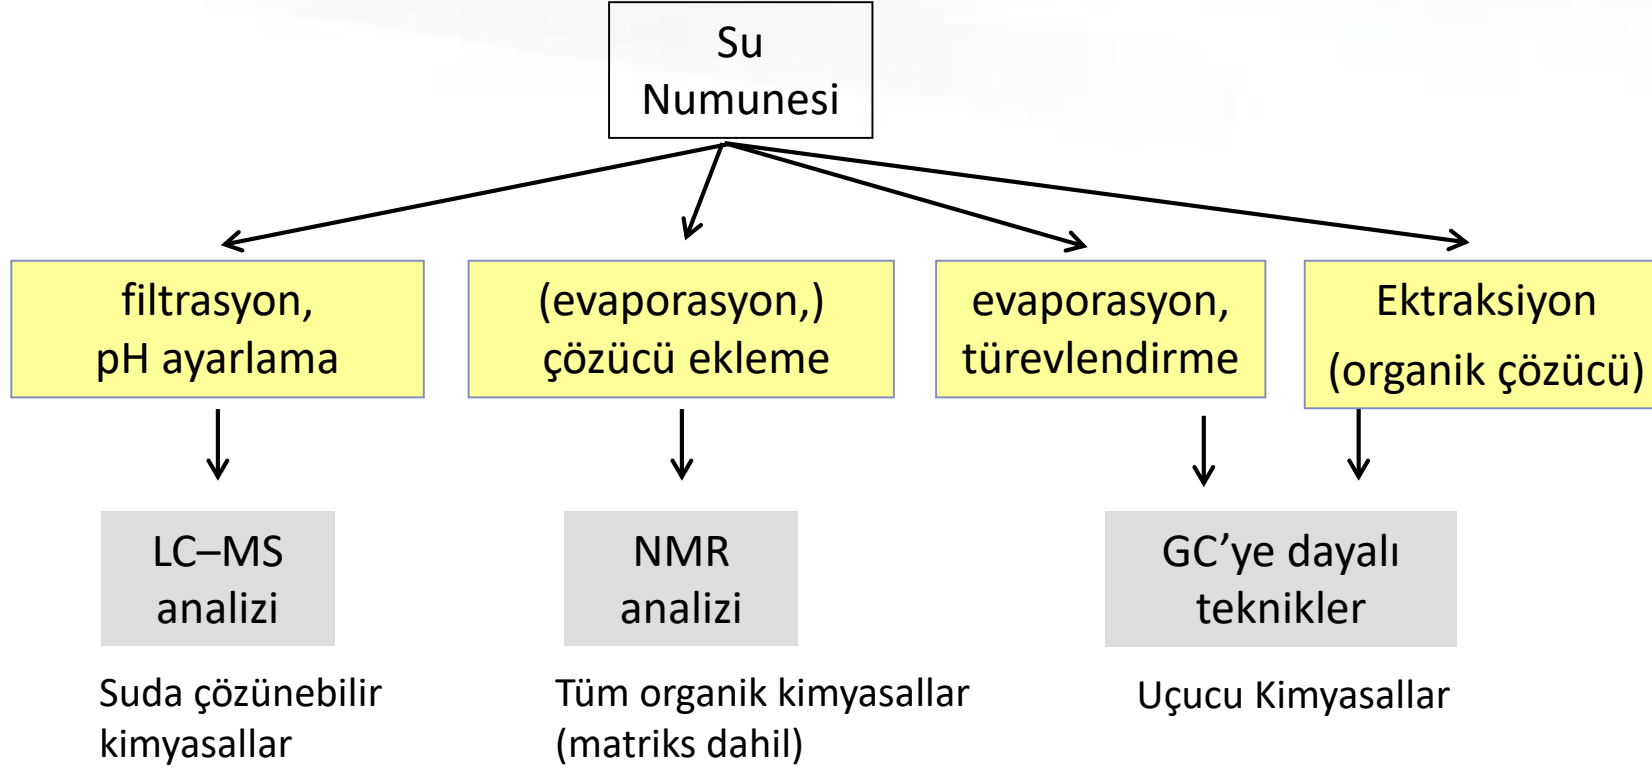 Su
Numunesi
filtrasyon,
pH ayarlama
(evaporasyon,)
çözücü ekleme
evaporasyon,
türevlendirme
Ektraksiyon
(organik çözücü)
LC–MS
analizi
NMR
analizi
GC’ye dayalı
teknikler
Suda çözünebilir
kimyasallar
Tüm organik kimyasallar
(matriks dahil)
Uçucu Kimyasallar